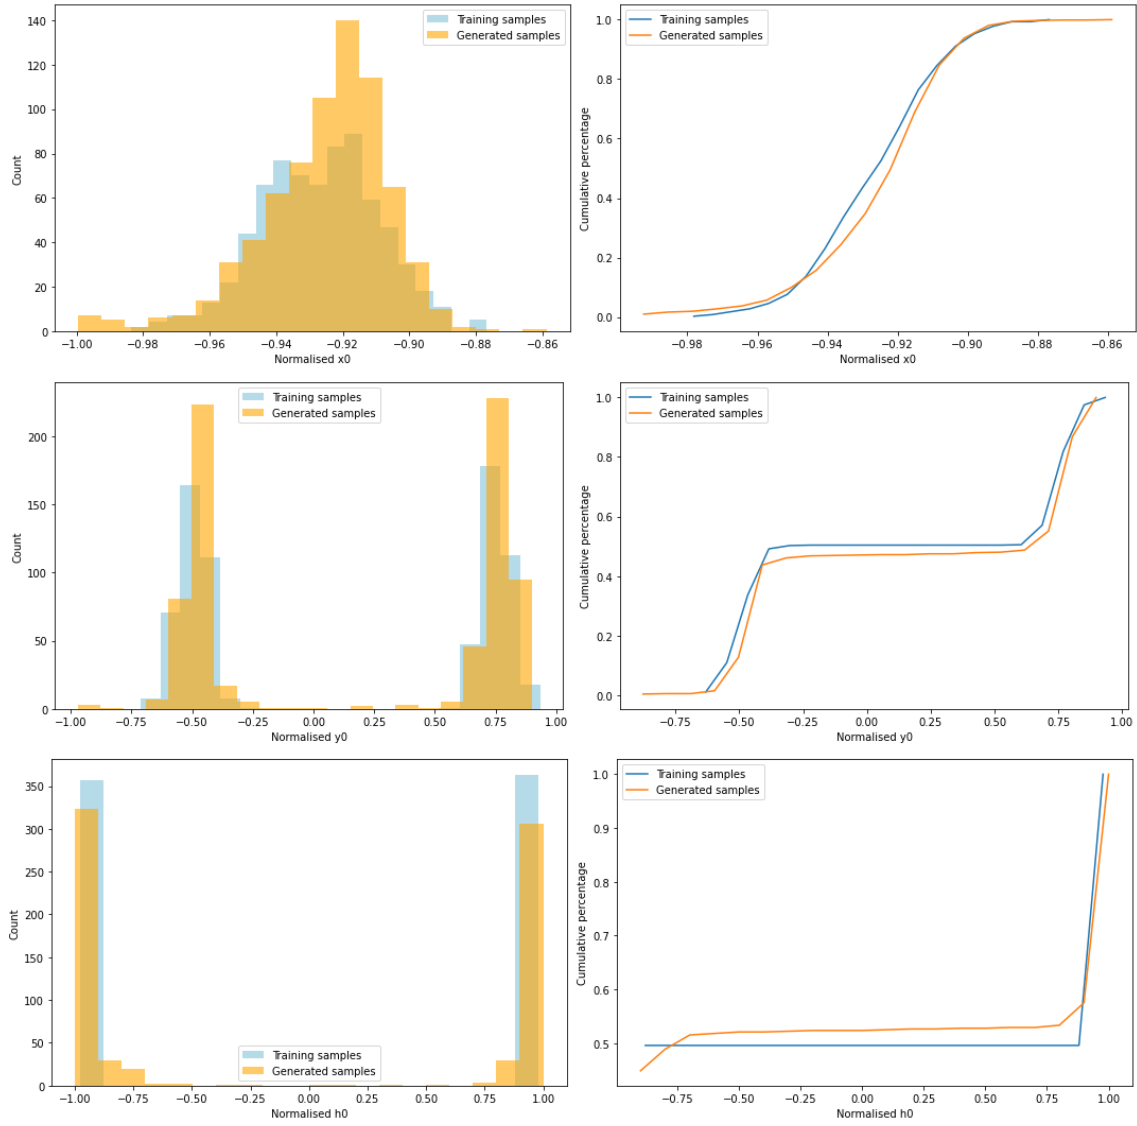 Training samples
Generated samples
140
120
100
80
60
40
20
0
Count
−1.00 −0.98 −0.96 −0.94 −0.92 −0.90 −0.88 −0.86
Normalised x0
Training samples
Generated samples
1.0
0.8
0.6
0.4
0.2
0.0
Cumulative percentage
−0.98 −0.96 −0.94 −0.92 −0.90 −0.88 −0.86
Normalised x0
Training samples
Generated samples
200
150
100
50
0
Count
−1.00 −0.75 −0.50 −0.25 0.00 0.25 0.50 0.75 1.00
Normalised y0
Training samples
Generated samples
1.0
0.8
0.6
0.4
0.2
0.0
Cumulative percentage
−0.75 −0.50 −0.25 0.00 0.25 0.50 0.75 1.00
Normalised y0
350
300
250
200
150
100
50
0
Count
Training samples
Generated samples
−1.00 −0.75 −0.50 −0.25 0.00 0.25 0.50 0.75 1.00
Normalised h0
Training samples
Generated samples
1.0
0.9
0.8
0.7
0.6
0.5
Cumulative percentage
−0.75 −0.50 −0.25 0.00 0.25 0.50 0.75 1.00
Normalised h0